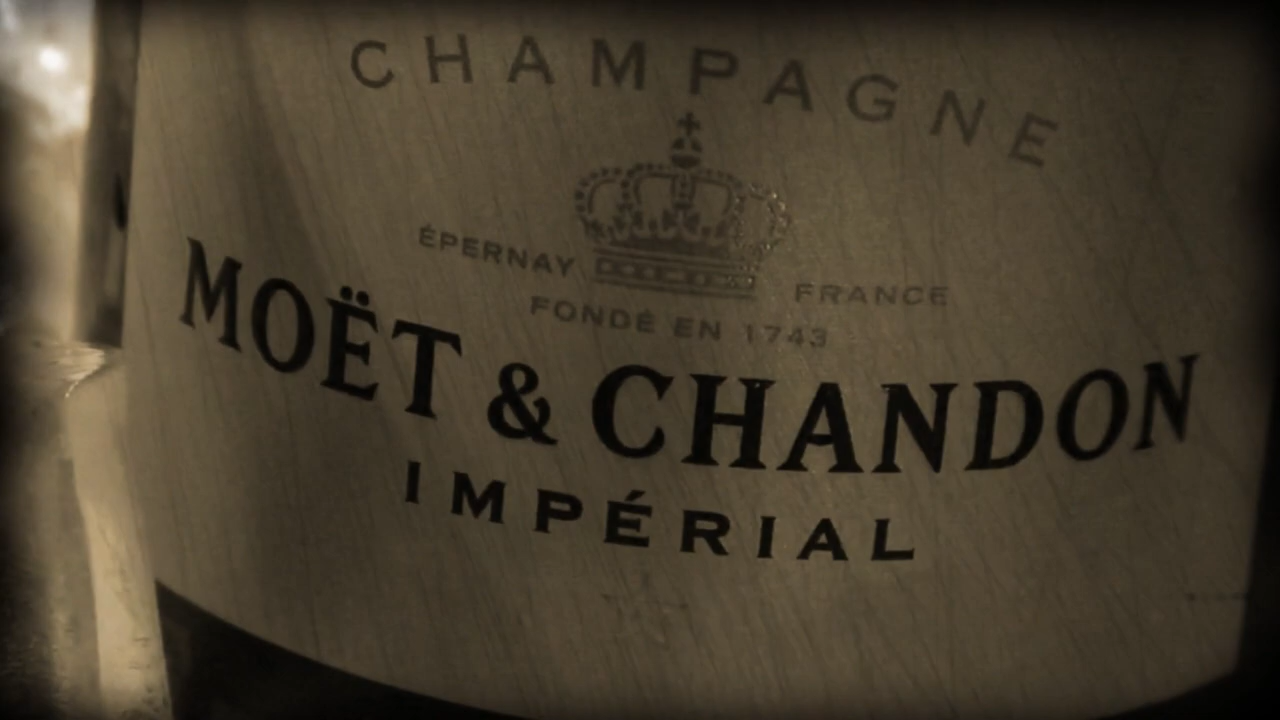 CHAMPAGNE
ÉPERNAY FRANCE
FONDÉ EN 1743
MOËT & CHANDON
IMPÉRIAL